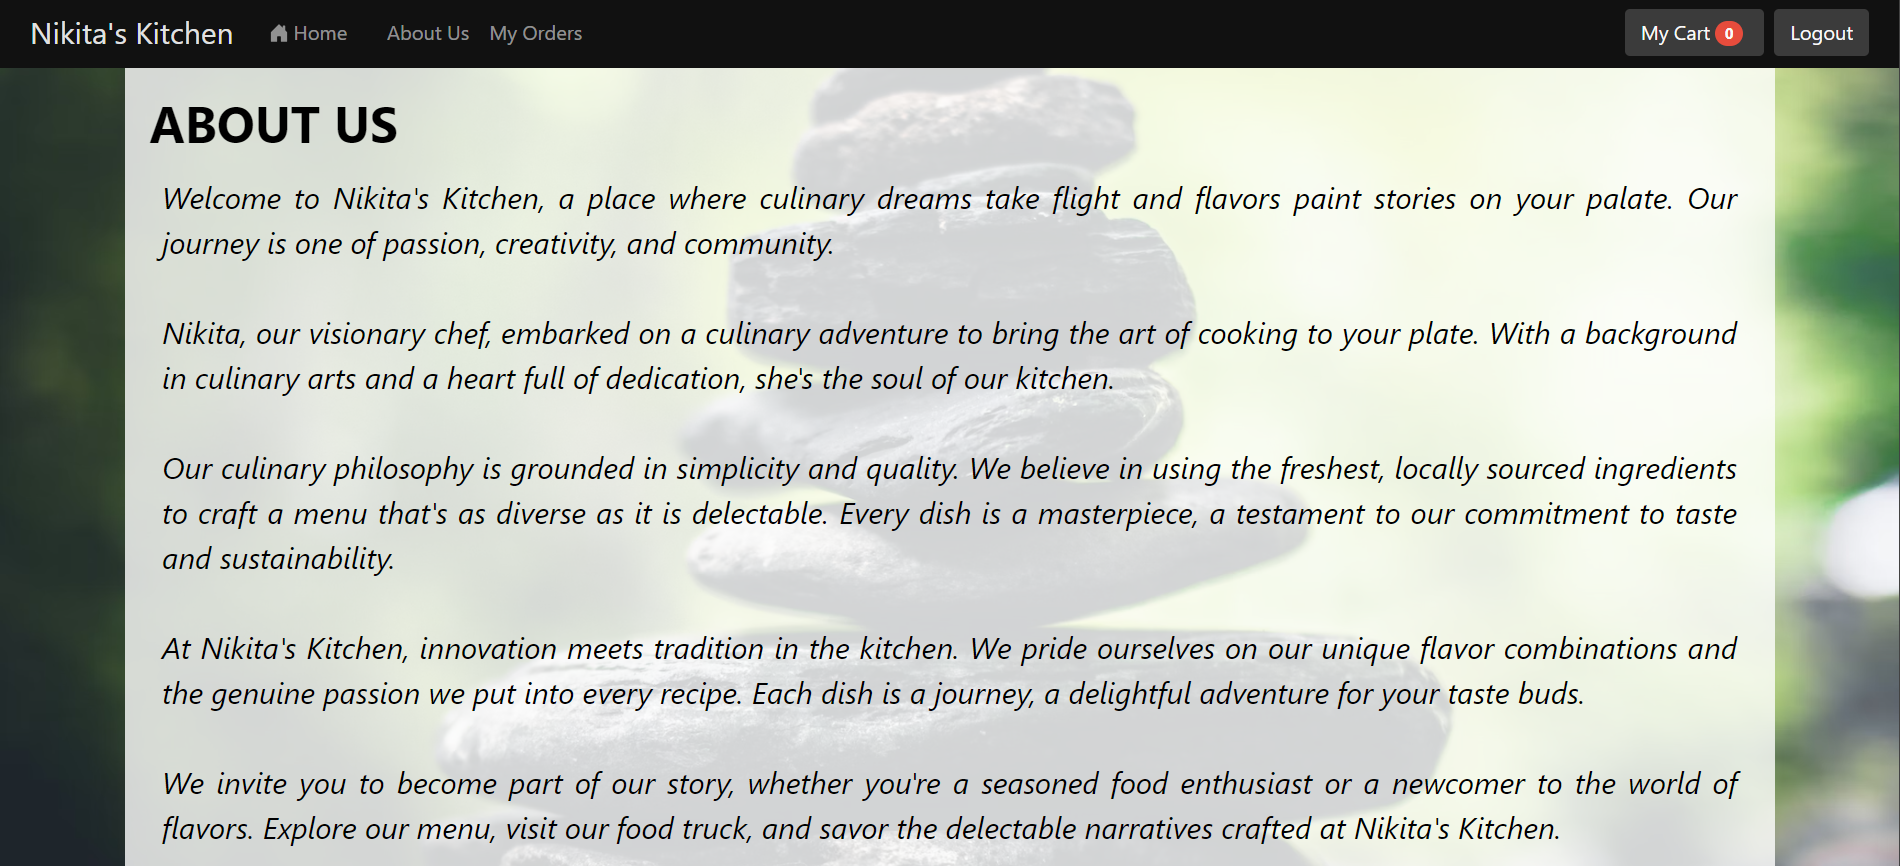 Nikita's Kitchen Home About Us My Orders My Cart 0 Logout
ABOUT US
Welcome to Nikita's Kitchen, a place where culinary dreams take flight and flavors paint stories on your palate. Our
journey is one of passion, creativity, and community.
Nikita, our visionary chef, embarked on a culinary adventure to bring the art of cooking to your plate. With a background
in culinary arts and a heart full of dedication, she's the soul of our kitchen.
Our culinary philosophy is grounded in simplicity and quality. We believe in using the freshest, locally sourced ingredients
to craft a menu that's as diverse as it is delectable. Every dish is a masterpiece, a testament to our commitment to taste
and sustainability.
At Nikita's Kitchen, innovation meets tradition in the kitchen. We pride ourselves on our unique flavor combinations and
the genuine passion we put into every recipe. Each dish is a journey, a delightful adventure for your taste buds.
We invite you to become part of our story, whether you're a seasoned food enthusiast or a newcomer to the world of
flavors. Explore our menu, visit our food truck, and savor the delectable narratives crafted at Nikita's Kitchen.